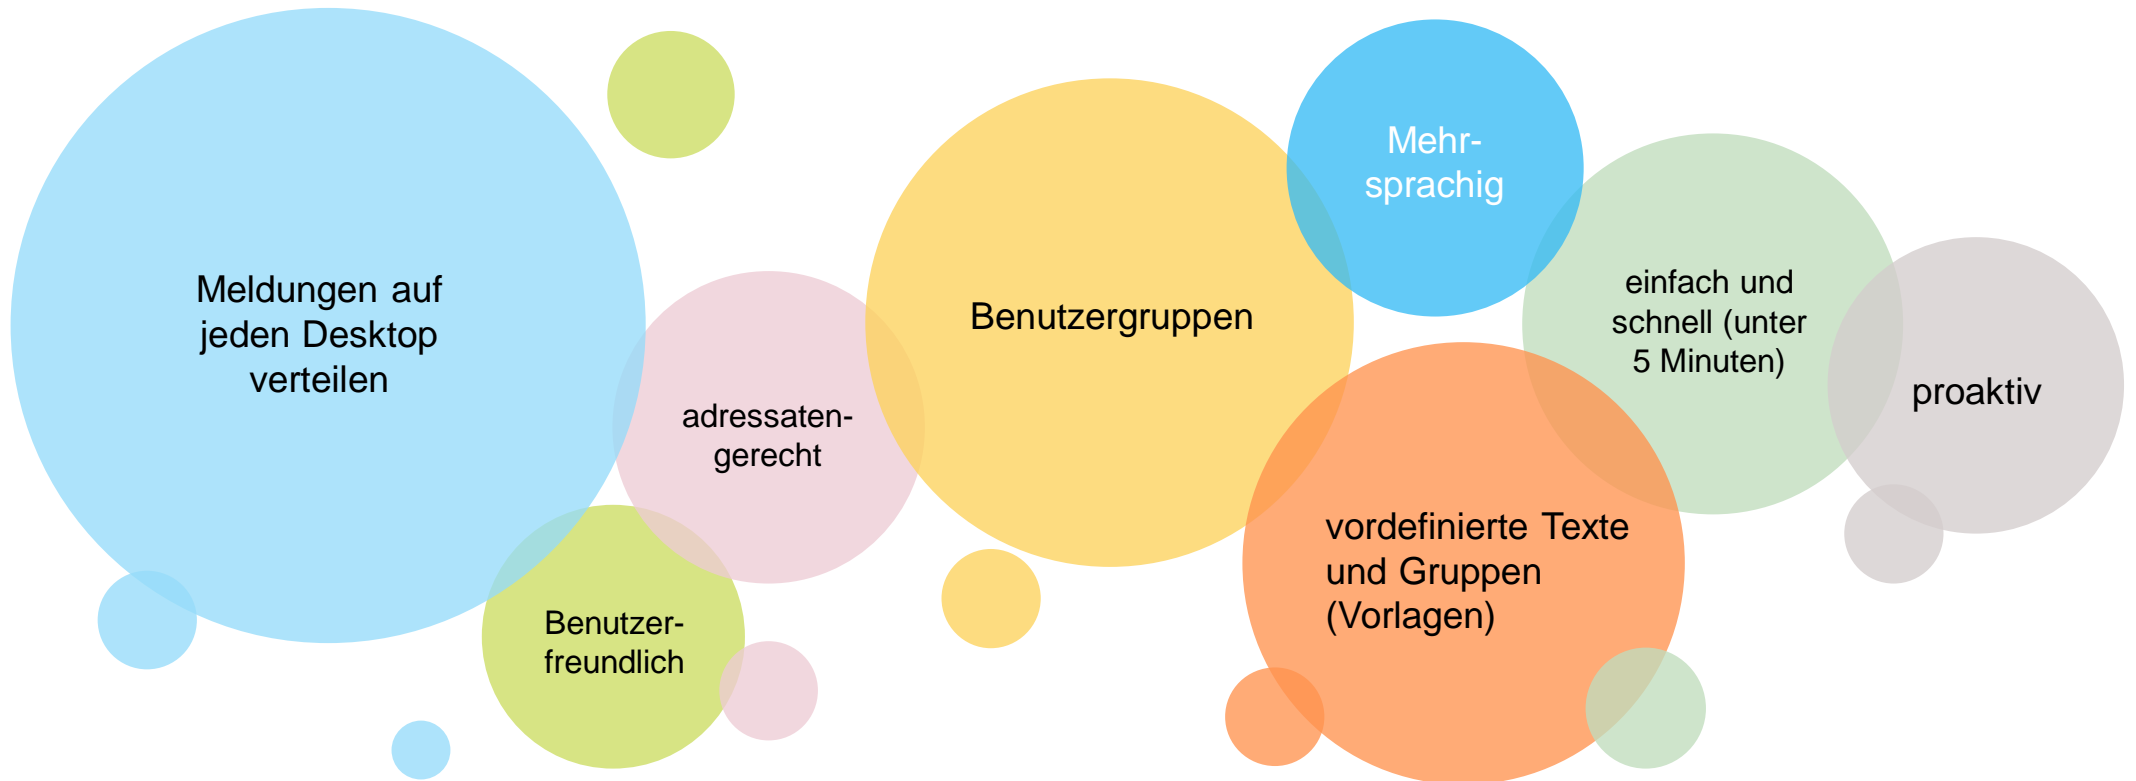 Meldungen auf
jeden Desktop
verteilen
adressaten-
gerecht
Benutzer-
freundlich
Benutzergruppen
Mehr-
sprachig
einfach und
schnell (unter
5 Minuten)
proaktiv
vordefinierte Texte
und Gruppen
(Vorlagen)